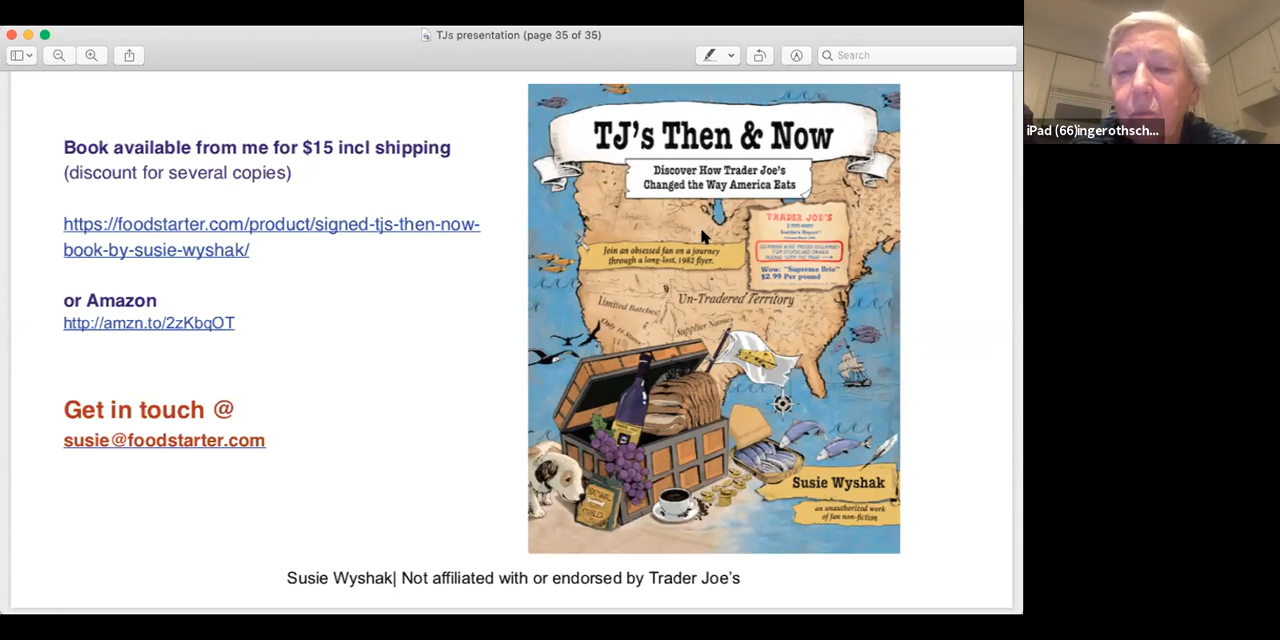 TJs presentation (page 35 of 35)
Search
Book available from me for $15 incl shipping
(discount for several copies)
https://foodstarter.com/product/signed-tjs-then-now-
book-by-susie-wyshak/
or Amazon
http://amzn.to/2zKbqOT
Get in touch @
susie@foodstarter.com
TJ's Then & Now
Discover How Trader Joe's
Changed the Way America Eats
Join an obsessed fan on a journey
through a long-lost, 1982 flyer.
TRADER JOE'S
Insider's Report
Wow: "Supreme Brie"
$2.99 Per pound
Un-Tradered Territory
Limited Batches!
Supplier Names
Susie Wyshak
an unauthorized work
of fan non-fiction
Susie Wyshak| Not affiliated with or endorsed by Trader Joe's
iPad (66)ingerothsch...